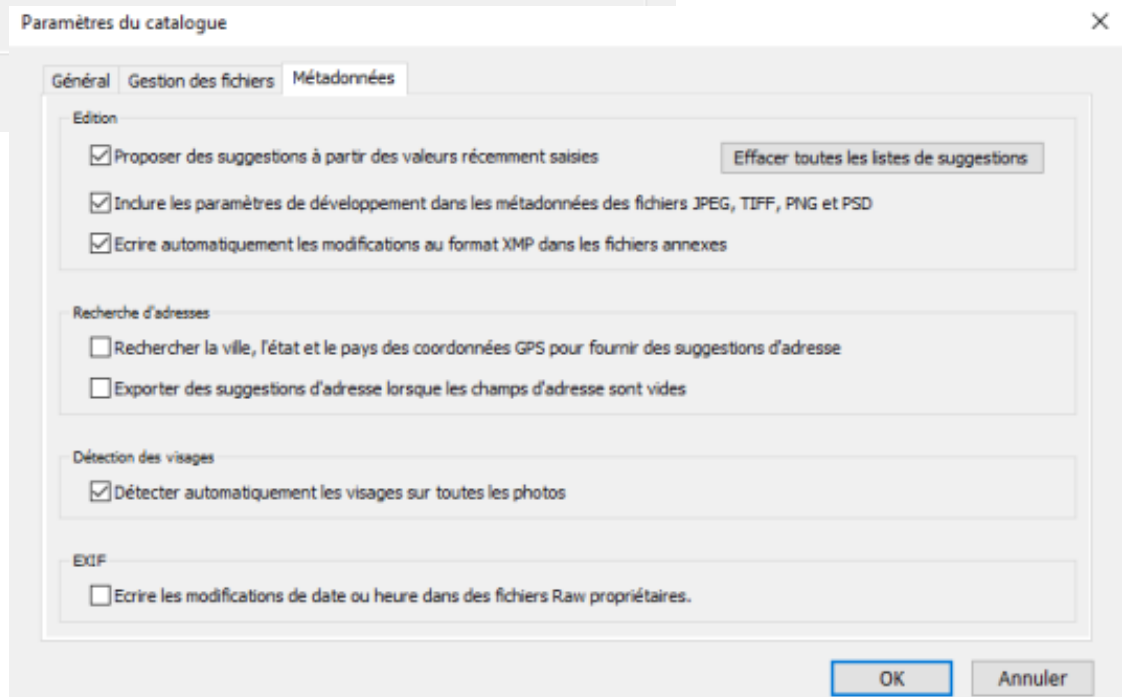 Paramètres du catalogue
Général Gestion des fichiers Métadonnées
Edition
Proposer des suggestions à partir des valeurs récemment saisies Effacer toutes les listes de suggestions
Inclure les paramètres de développement dans les métadonnées des fichiers JPEG, TIFF, PNG et PSD
Ecrire automatiquement les modifications au format XMP dans les fichiers annexes
Recherche d'adresses
Rechercher la ville, l'état et le pays des coordonnées GPS pour fournir des suggestions d'adresse
Exporter des suggestions d'adresse lorsque les champs d'adresse sont vides
Détection des visages
Détecter automatiquement les visages sur toutes les photos
EXIF
Ecrire les modifications de date ou heure dans des fichiers Raw propriétaires.
OK Annuler